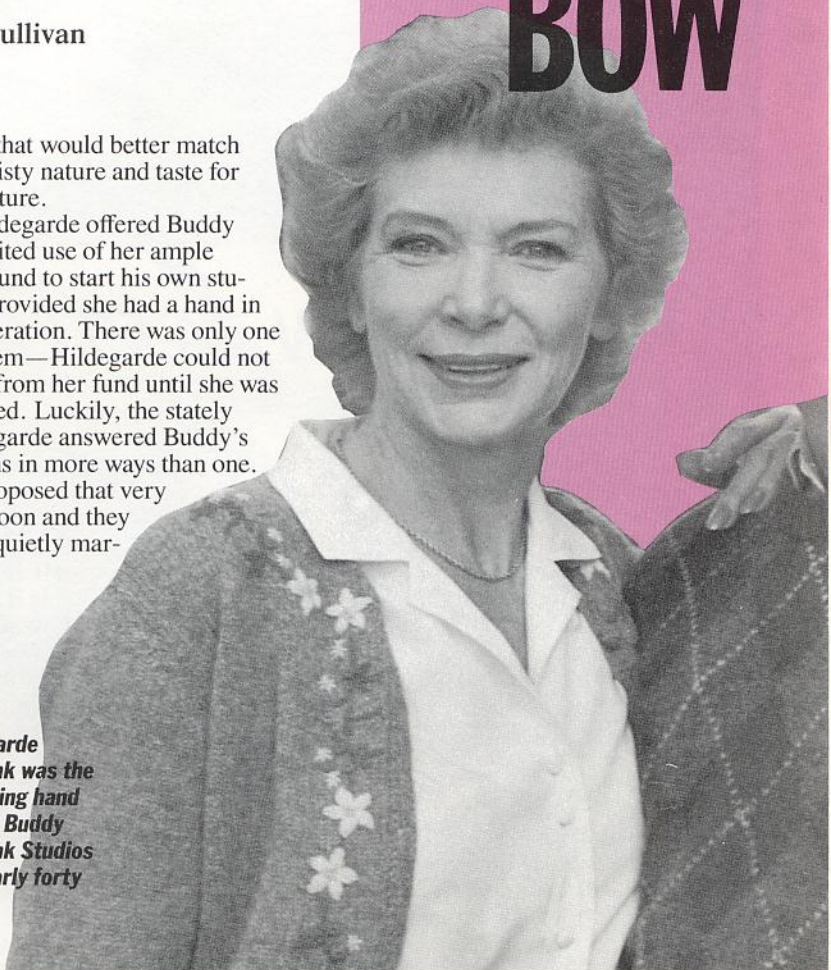 BOW
ullivan
that would better match
isty nature and taste for
ture.
degarde offered Buddy
ited use of her ample
und to start his own stu-
rovided she had a hand in
eration. There was only one
em—Hildegarde could not
from her fund until she was
ed. Luckily, the stately
garde answered Buddy's
s in more ways than one.
oposed that very
oon and they
quietly mar-
arde
nk was the
ing hand
Buddy
nk Studios
arly forty